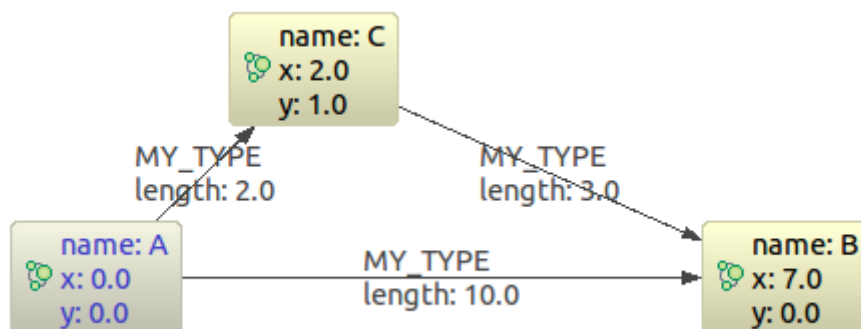 name: C
x: 2.0
y: 1.0
MY_TYPE
length: 2.0
MY_TYPE
length: 3.0
name: A
x: 0.0
y: 0.0
MY_TYPE
length: 10.0
name: B
x: 7.0
y: 0.0